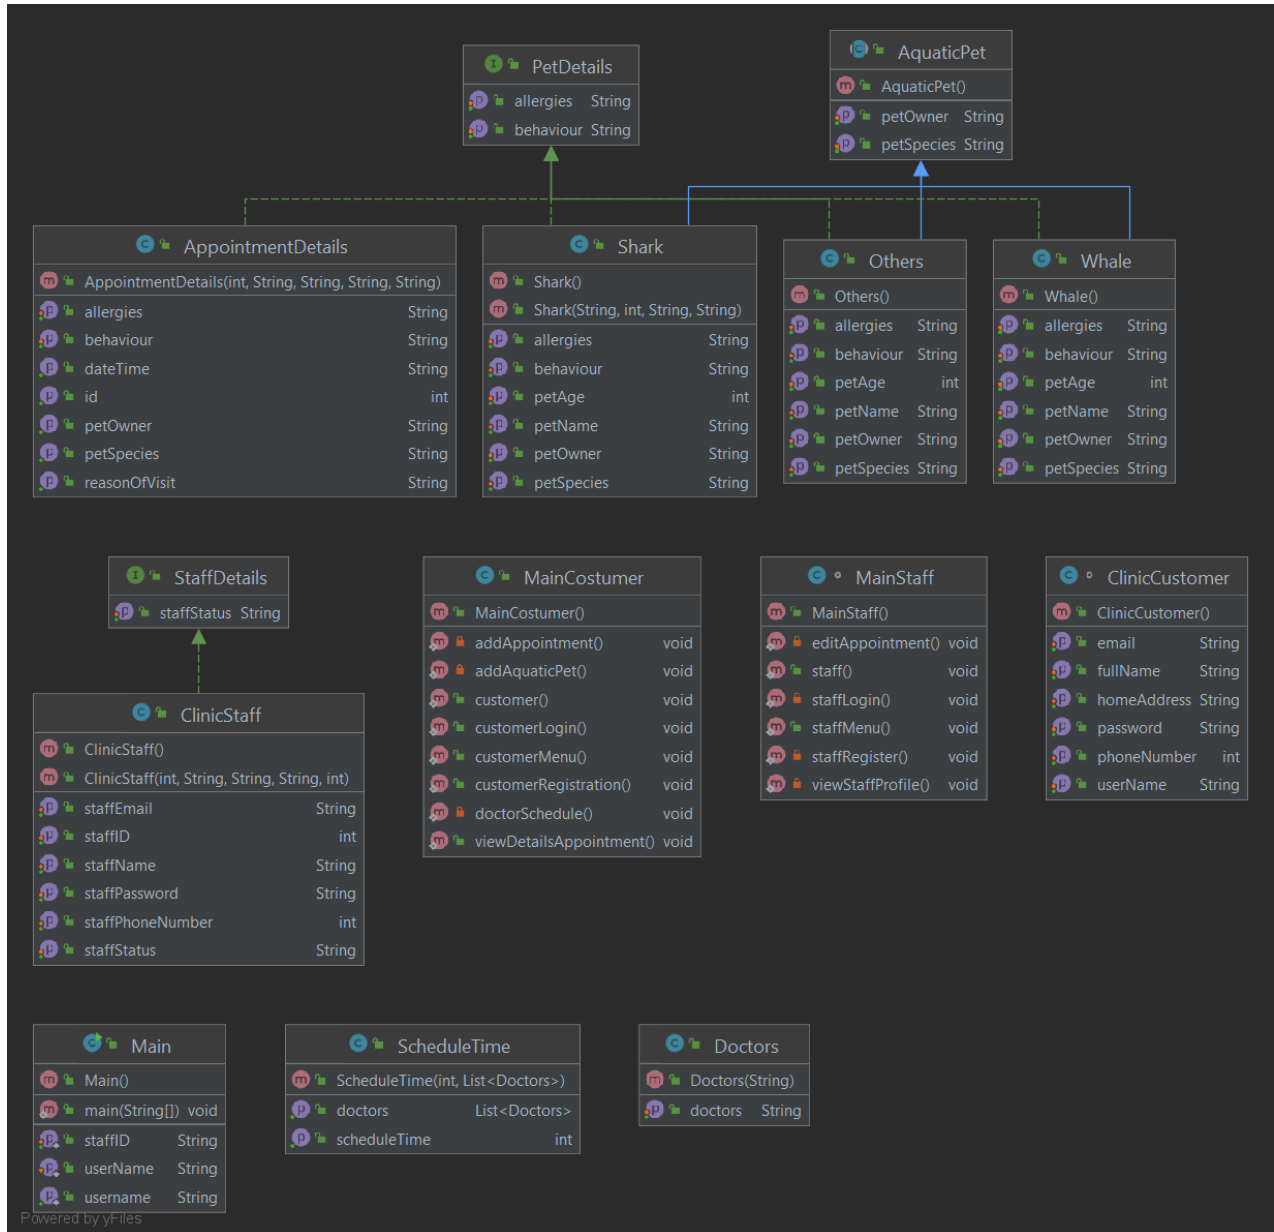 PetDetails
allergies String
behaviour String
AquaticPet
AquaticPet()
petOwner String
petSpecies String
AppointmentDetails
AppointmentDetails(int, String, String, String, String)
allergies String
behaviour String
dateTime String
id int
petOwner String
petSpecies String
reasonOfVisit String
Shark
Shark()
Shark(String, int, String, String)
allergies String
behaviour String
petAge int
petName String
petOwner String
petSpecies String
Others
Others()
allergies String
behaviour String
petAge int
petName String
petOwner String
petSpecies String
Whale
Whale()
allergies String
behaviour String
petAge int
petName String
petOwner String
petSpecies String
StaffDetails
staffStatus String
ClinicStaff
ClinicStaff()
ClinicStaff(int, String, String, String, int)
staffEmail String
staffID int
staffName String
staffPassword String
staffPhoneNumber int
staffStatus String
MainCostumer
MainCostumer()
addAppointment() void
addAquaticPet() void
customer() void
customerLogin() void
customerMenu() void
customerRegistration() void
doctorSchedule() void
viewDetailsAppointment() void
MainStaff
MainStaff()
editAppointment() void
staff() void
staffLogin() void
staffMenu() void
staffRegister() void
viewStaffProfile() void
ClinicCustomer
ClinicCustomer()
email String
fullName String
homeAddress String
password String
phoneNumber int
userName String
Main
Main()
main(String[]) void
staffID String
userName String
username String
ScheduleTime
ScheduleTime(int, List<Doctors>)
doctors List<Doctors>
scheduleTime int
Doctors
Doctors(String)
doctors String
Powered by yFiles